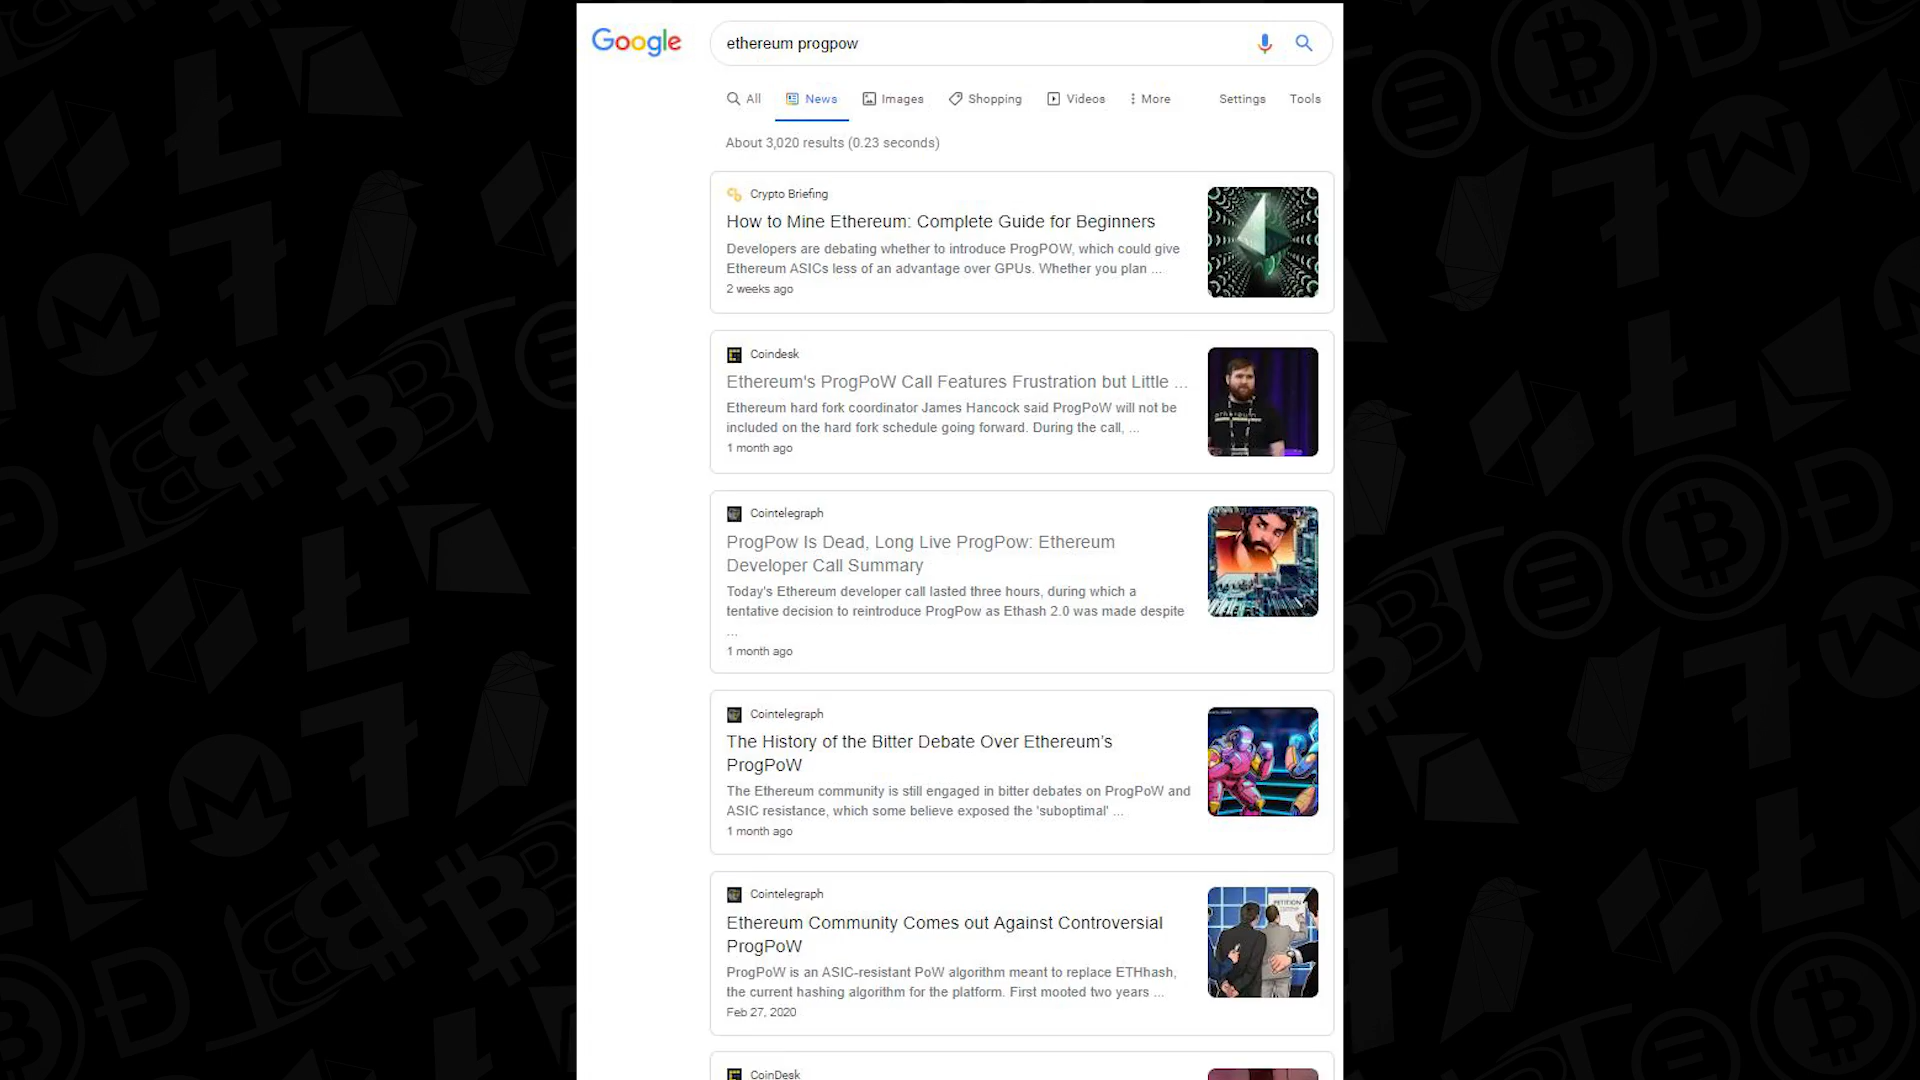 Google
ethereum progpow
All News Images Shopping Videos More Settings Tools
About 3,020 results (0.23 seconds)
Crypto Briefing
How to Mine Ethereum: Complete Guide for Beginners
Developers are debating whether to introduce ProgPOW, which could give
Ethereum ASICs less of an advantage over GPUs. Whether you plan ...
2 weeks ago
Coindesk
Ethereum's ProgPoW Call Features Frustration but Little ...
Ethereum hard fork coordinator James Hancock said ProgPoW will not be
included on the hard fork schedule going forward. During the call, ...
1 month ago
Cointelegraph
ProgPow Is Dead, Long Live ProgPow: Ethereum
Developer Call Summary
Today's Ethereum developer call lasted three hours, during which a
tentative decision to reintroduce ProgPow as Ethash 2.0 was made despite
...
1 month ago
Cointelegraph
The History of the Bitter Debate Over Ethereum’s
ProgPoW
The Ethereum community is still engaged in bitter debates on ProgPoW and
ASIC resistance, which some believe exposed the 'suboptimal' ...
1 month ago
Cointelegraph
Ethereum Community Comes out Against Controversial
ProgPoW
PETITION
ProgPoW is an ASIC-resistant PoW algorithm meant to replace ETHhash,
the current hashing algorithm for the platform. First mooted two years ...
Feb 27, 2020
CoinDesk